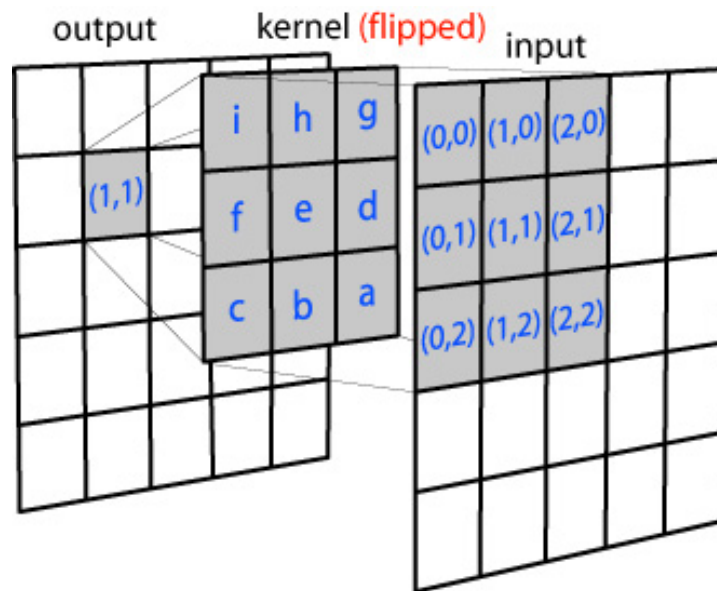 output kernel (flipped) input
i h g
f e d
c b a
(1,1)
(0,0) (1,0) (2,0)
(0,1) (1,1) (2,1)
(0,2) (1,2) (2,2)